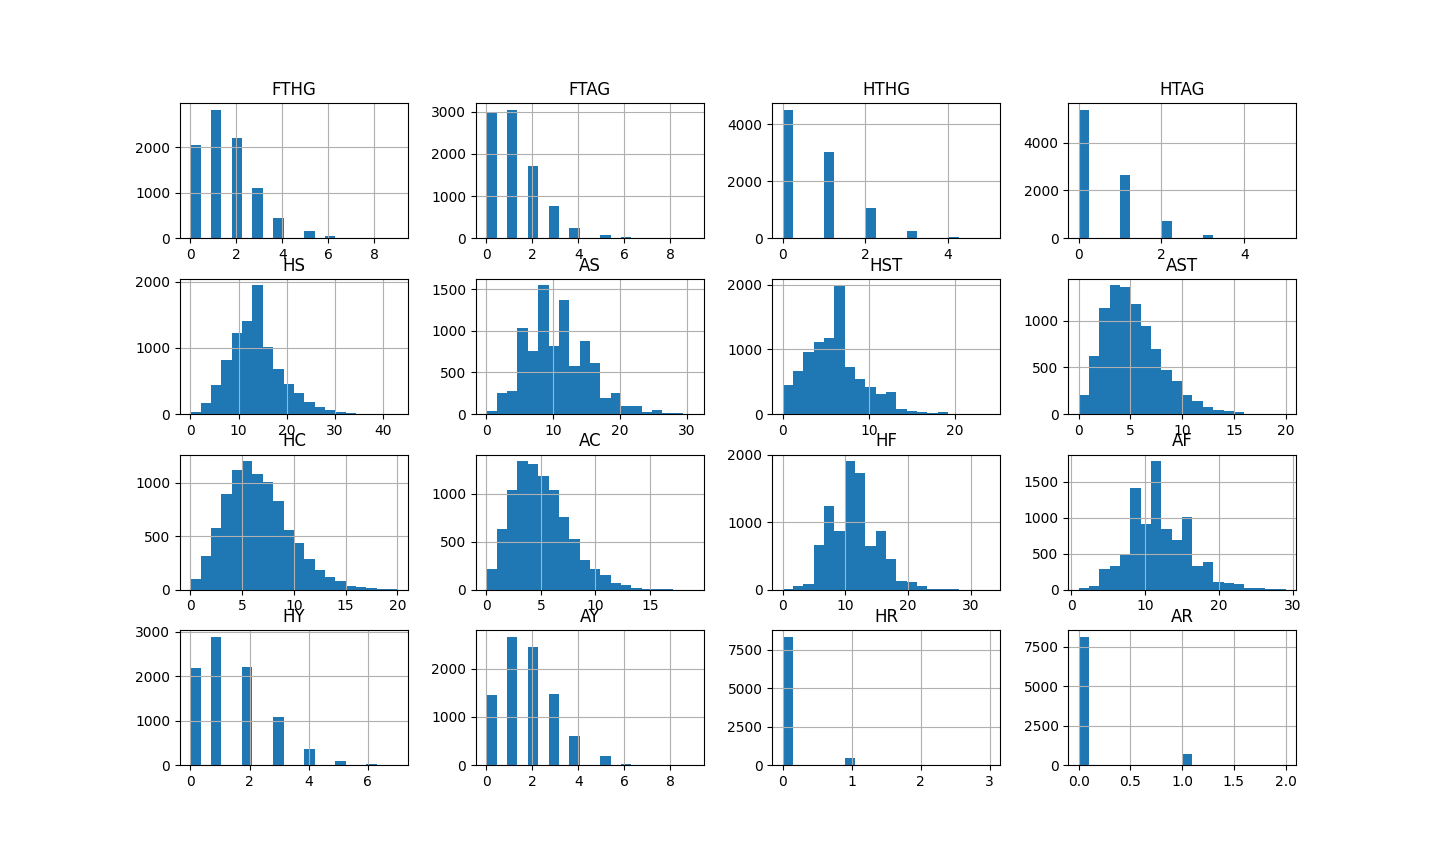 FTHG FTAG HTHG HTAG
2000 1000 0
0 2 4 6 8
3000 2000 1000 0
0 2 4 6 8
4000 2000 0
0 2 4
4000 2000 0
0 2 4
HS AS HST AST
2000 1000 0
0 10 20 30 40
1500 1000 500 0
0 10 20 30
2000 1000 0
0 10 20
1000 500 0
0 5 10 15 20
HC AC HF AF
1000 500 0
0 5 10 15 20
1000 500 0
0 5 10 15
2000 1000 0
0 10 20 30
1500 1000 500 0
0 10 20 30
HY AY HR AR
3000 2000 1000 0
0 2 4 6
2000 1000 0
0 2 4 6 8
7500 5000 2500 0
0 1 2 3
7500 5000 2500 0
0.0 0.5 1.0 1.5 2.0